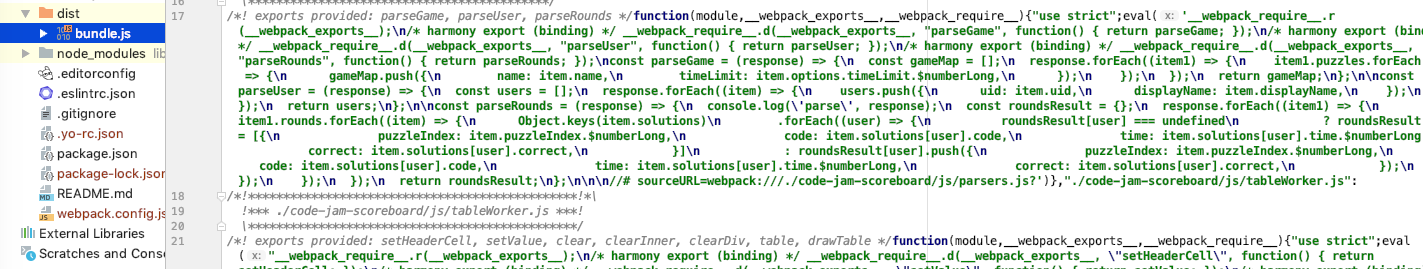 dist
bundle.js
node_modules lib
.editorconfig
.eslintrc.json
.gitignore
.yo-rc.json
package.json
package-lock.json
README.md
webpack.config.js
External Libraries
Scratches and Conso
16 \**********************************************/
17 /*! exports provided: parseGame, parseUser, parseRounds */function(module,__webpack_exports__,__webpack_require__){"use strict";eval( x: '__webpack_require__.r
(__webpack_exports__);\n/* harmony export (binding) */ __webpack_require__.d(__webpack_exports__, "parseGame", function() { return parseGame; });\n/* harmony export (bind
*/ __webpack_require__.d(__webpack_exports__, "parseUser", function() { return parseUser; });\n/* harmony export (binding) */ __webpack_require__.d(__webpack_exports__,
"parseRounds", function() { return parseRounds; });\nconst parseGame = (response) => {\n  const gameMap = [];\n  response.forEach((item1) => {\n    item1.puzzles.forEach(
=> {\n      gameMap.push({\n        name: item.name,\n        timeLimit: item.options.timeLimit.$numberLong,\n      });\n    });\n  });\n  return gameMap;\n};\n\nconst
parseUser = (response) => {\n  const users = [];\n  response.forEach((item) => {\n    users.push({\n      uid: item.uid,\n      displayName: item.displayName,\n    });\n
});\n  return users;\n};\n\nconst parseRounds = (response) => {\n  console.log(\'parse\', response);\n  const roundsResult = {};\n  response.forEach((item1) => {\n
item1.rounds.forEach((item) => {\n      Object.keys(item.solutions)\n        .forEach((user) => {\n          roundsResult[user] === undefined\n            ? roundsResult
= [{\n              puzzleIndex: item.puzzleIndex.$numberLong,\n              code: item.solutions[user].code,\n              time: item.solutions[user].time.$numberLong
correct: item.solutions[user].correct,\n            }]\n            : roundsResult[user].push({\n              puzzleIndex: item.puzzleIndex.$numberLong,\n
code: item.solutions[user].code,\n              time: item.solutions[user].time.$numberLong,\n              correct: item.solutions[user].correct,\n            });\n
});\n    });\n  });\n  return roundsResult;\n};\n\n\n//# sourceURL=webpack:///./code-jam-scoreboard/js/parsers.js?')},"./code-jam-scoreboard/js/tableWorker.js":
18 /*!************************************************!*\
19 !*** ./code-jam-scoreboard/js/tableWorker.js ***!
20 \************************************************/
21 /*! exports provided: setHeaderCell, setValue, clear, clearInner, clearDiv, table, drawTable */function(module,__webpack_exports__,__webpack_require__){"use strict";eval
( x: "__webpack_require__.r(__webpack_exports__);\n/* harmony export (binding) */ __webpack_require__.d(__webpack_exports__, \"setHeaderCell\", function() { return